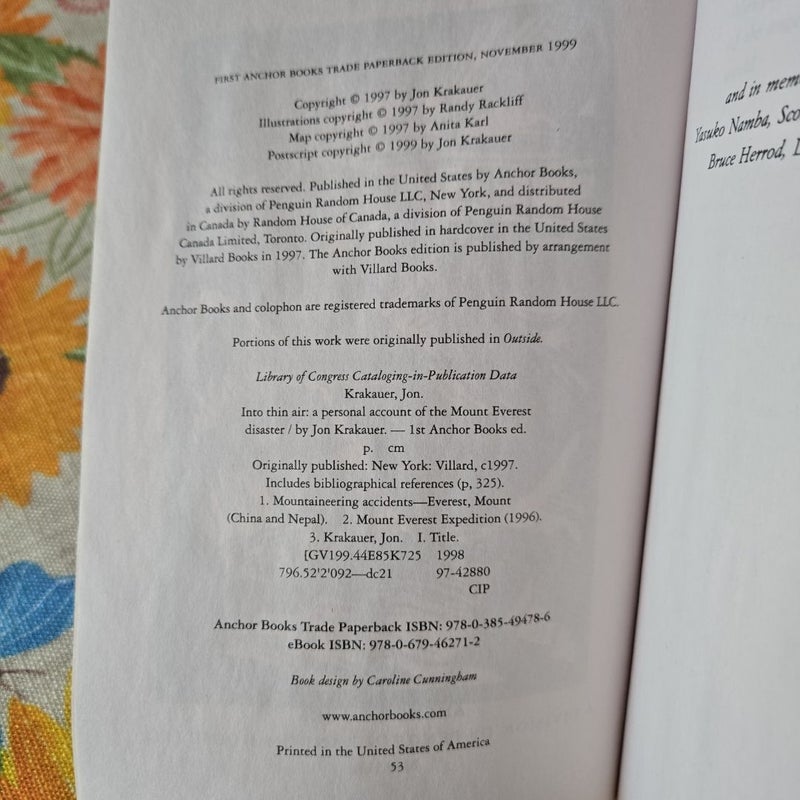 FIRST ANCHOR BOOKS TRADE PAPERBACK EDITION, NOVEMBER 1999
Copyright © 1997 by Jon Krakauer
Illustrations copyright © 1997 by Randy Rackliff
Map copyright © 1997 by Anita Karl
Postscript copyright © 1999 by Jon Krakauer
All rights reserved. Published in the United States by Anchor Books,
a division of Penguin Random House LLC, New York, and distributed
in Canada by Random House of Canada, a division of Penguin Random House
Canada Limited, Toronto. Originally published in hardcover in the United States
by Villard Books in 1997. The Anchor Books edition is published by arrangement
with Villard Books.
Anchor Books and colophon are registered trademarks of Penguin Random House LLC.
Portions of this work were originally published in Outside.
Library of Congress Cataloging-in-Publication Data
Krakauer, Jon.
Into thin air: a personal account of the Mount Everest
disaster / by Jon Krakauer. — 1st Anchor Books ed.
p. cm
Originally published: New York: Villard, c1997.
Includes bibliographical references (p, 325).
1. Mountaineering accidents—Everest, Mount
(China and Nepal). 2. Mount Everest Expedition (1996).
3. Krakauer, Jon. I. Title.
[GV199.44E85K725 1998
796.52'2'092—dc21 97-42880
CIP
Anchor Books Trade Paperback ISBN: 978-0-385-49478-6
eBook ISBN: 978-0-679-46271-2
Book design by Caroline Cunningham
www.anchorbooks.com
Printed in the United States of America
53
and in mem
Yasuko Namba, Sco
Bruce Herrod,